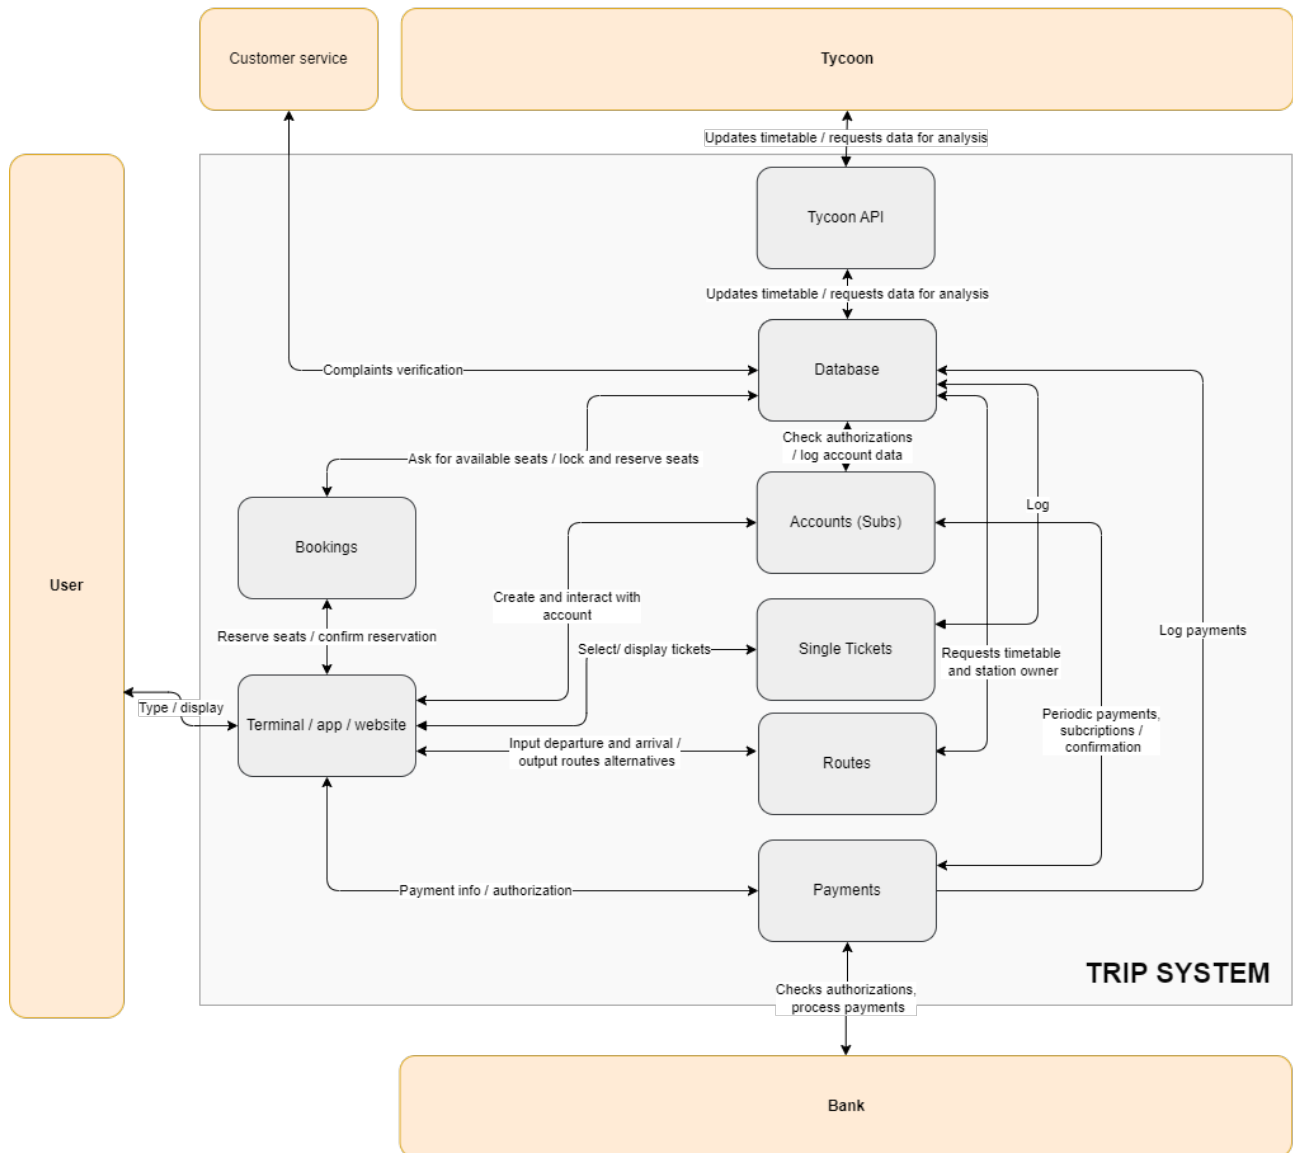 Customer service
Tycoon
Updates timetable / requests data for analysis
Tycoon API
Updates timetable / requests data for analysis
Database
Complaints verification
Check authorizations
/ log account data
Ask for available seats / lock and reserve seats
Log
Accounts (Subs)
Bookings
User
Create and interact with
account
Log payments
Reserve seats / confirm reservation
Select/ display tickets
Single Tickets
Requests timetable
and station owner
Type / display
Terminal / app / website
Periodic payments,
subcriptions /
confirmation
Input departure and arrival /
output routes alternatives
Routes
Payment info / authorization
Payments
TRIP SYSTEM
Checks authorizations,
process payments
Bank